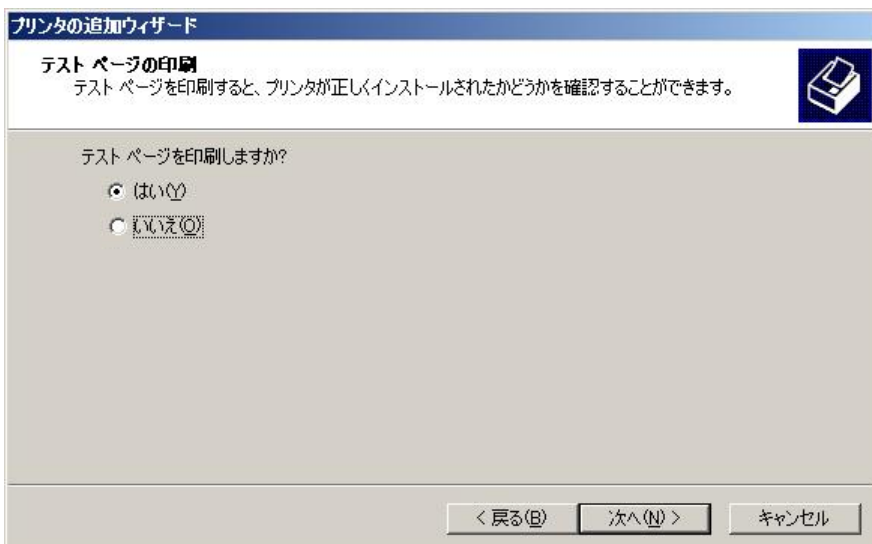 プリンタの追加ウィザード
テスト ページの印刷
テスト ページを印刷すると、プリンタが正しくインストールされたかどうかを確認することができます。
テスト ページを印刷しますか?
はい(Y)
いいえ(O)
< 戻る(B) 次へ(N) > キャンセル